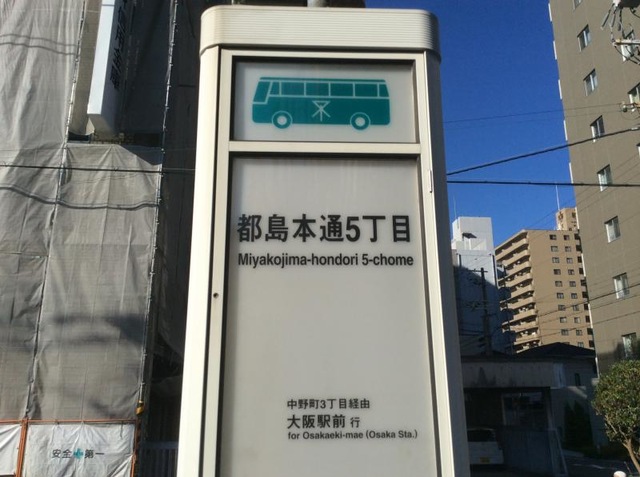 都島本通5丁目
Miyakojima-hondori 5-chome
中野町3丁目経由
大阪駅前 行
for Osakaeki-mae (Osaka Sta.)
安全+第一